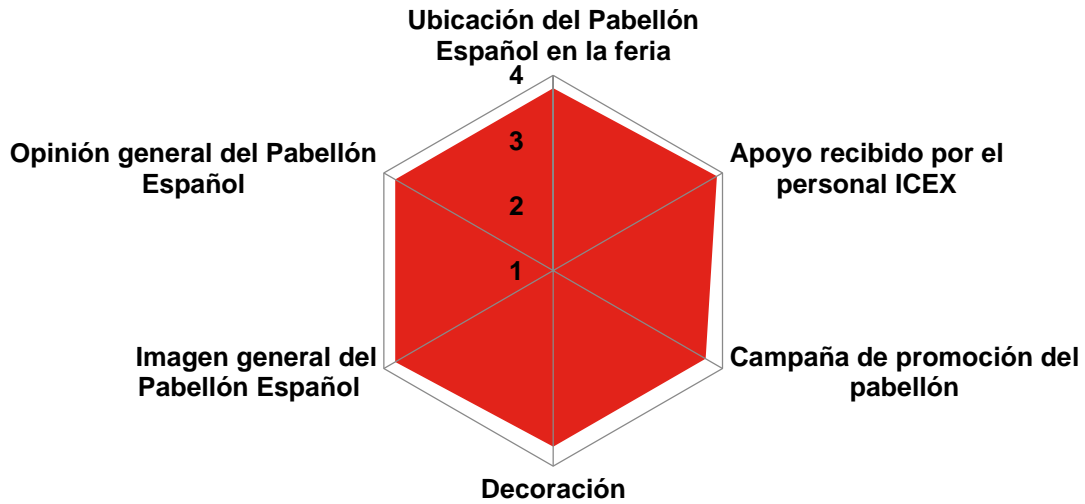 Ubicación del Pabellón
Español en la feria
4
3
2
1
Apoyo recibido por el
personal ICEX
Campaña de promoción del
pabellón
Decoración
Imagen general del
Pabellón Español
Opinión general del Pabellón
Español